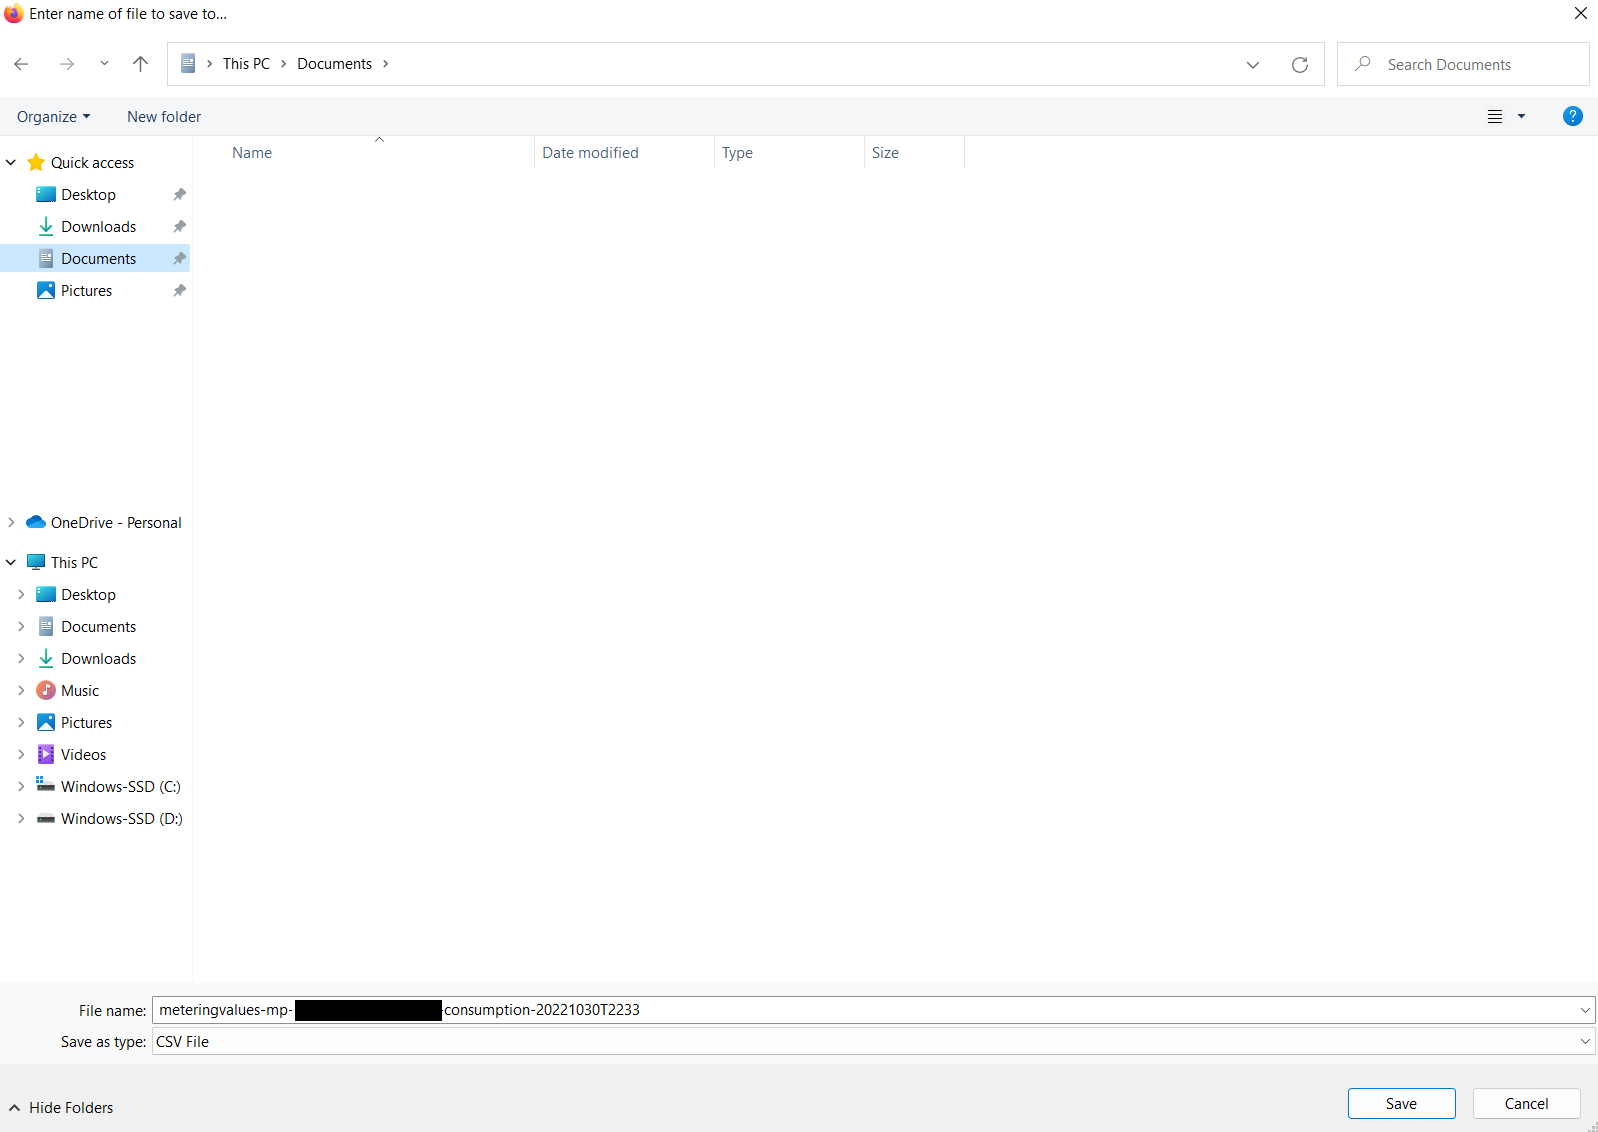 Enter name of file to save to...
This PC
Documents
Search Documents
Organize
New folder
?
Name
Date modified
Type
Size
Quick access
Desktop
Downloads
Documents
Pictures
OneDrive - Personal
This PC
Desktop
Documents
Downloads
Music
Pictures
Videos
Windows-SSD (C:)
Windows-SSD (D:)
File name: meteringvalues-mp- consumption-20221030T2233
Save as type: CSV File
Hide Folders
Save
Cancel